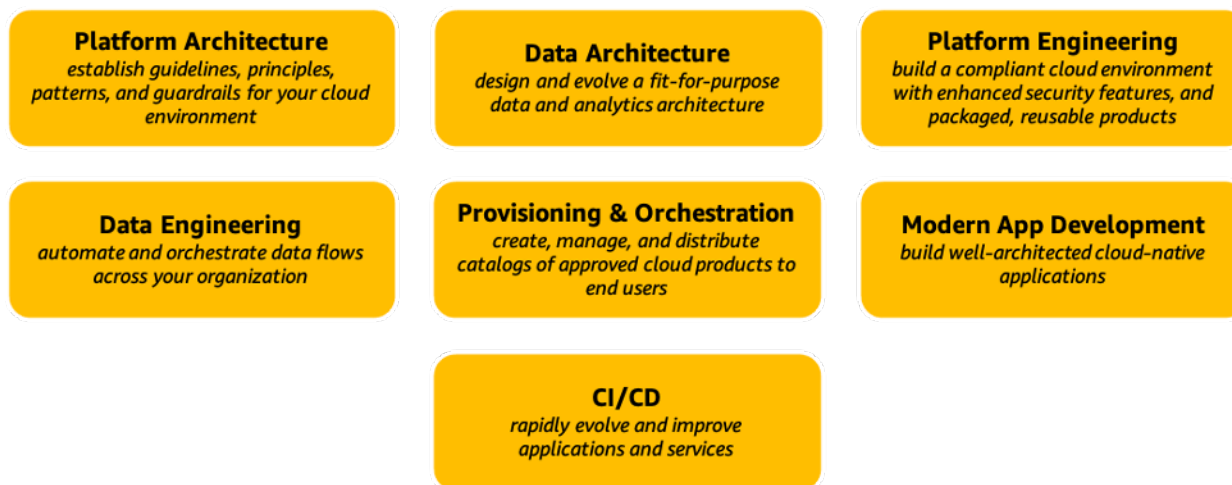 Platform Architecture
establish guidelines, principles,
patterns, and guardrails for your cloud
environment
Data Architecture
design and evolve a fit-for-purpose
data and analytics architecture
Platform Engineering
build a compliant cloud environment
with enhanced security features, and
packaged, reusable products
Data Engineering
automate and orchestrate data flows
across your organization
Provisioning & Orchestration
create, manage, and distribute
catalogs of approved cloud products to
end users
Modern App Development
build well-architected cloud-native
applications
CI/CD
rapidly evolve and improve
applications and services